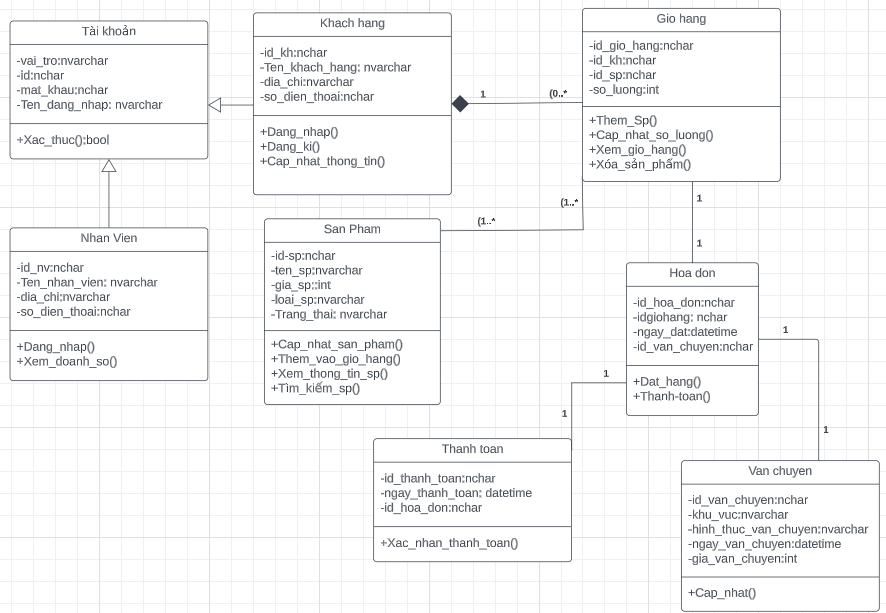 Tài khoản
-vai_tro:nvarchar
-id:nchar
-mat_khau:nchar
-Ten_dang_nhap: nvarchar
+Xac_thuc():bool
Khach hang
-id_kh:nchar
-Ten_khach_hang: nvarchar
-dia_chi:nvarchar
-so_dien_thoai:nchar
+Dang_nhap()
+Dang_ki()
+Cap_nhat_thong_tin()
1
(0..*
Gio hang
-id_gio_hang:nchar
-id_kh:nchar
-id_sp:nchar
-so_luong:int
+Them_Sp()
+Cap_nhat_so_luong()
+Xem_gio_hang()
+Xóa_sản_phẩm()
(1..*
(1..*
1
1
Nhan Vien
-id_nv:nchar
-Ten_nhan_vien: nvarchar
-dia_chi:nvarchar
-so_dien_thoai:nchar
+Dang_nhap()
+Xem_doanh_so()
San Pham
-id-sp:nchar
-ten_sp:nvarchar
-gia_sp::int
-loai_sp:nvarchar
-Trang_thai: nvarchar
+Cap_nhat_san_pham()
+Them_vao_gio_hang()
+Xem_thong_tin_sp()
+Tìm_kiếm_sp()
Hoa don
-id_hoa_don:nchar
-idgiohang: nchar
-ngay_dat:datetime
-id_van_chuyen:nchar
+Dat_hang()
+Thanh-toan()
1
1
1
1
Thanh toan
-id_thanh_toan:nchar
-ngay_thanh_toan: datetime
-id_hoa_don:nchar
+Xac_nhan_thanh_toan()
Van chuyen
-id_van_chuyen:nchar
-khu_vuc:nvarchar
-hinh_thuc_van_chuyen:nvarchar
-ngay_van_chuyen:datetime
-gia_van_chuyen:int
+Cap_nhat()